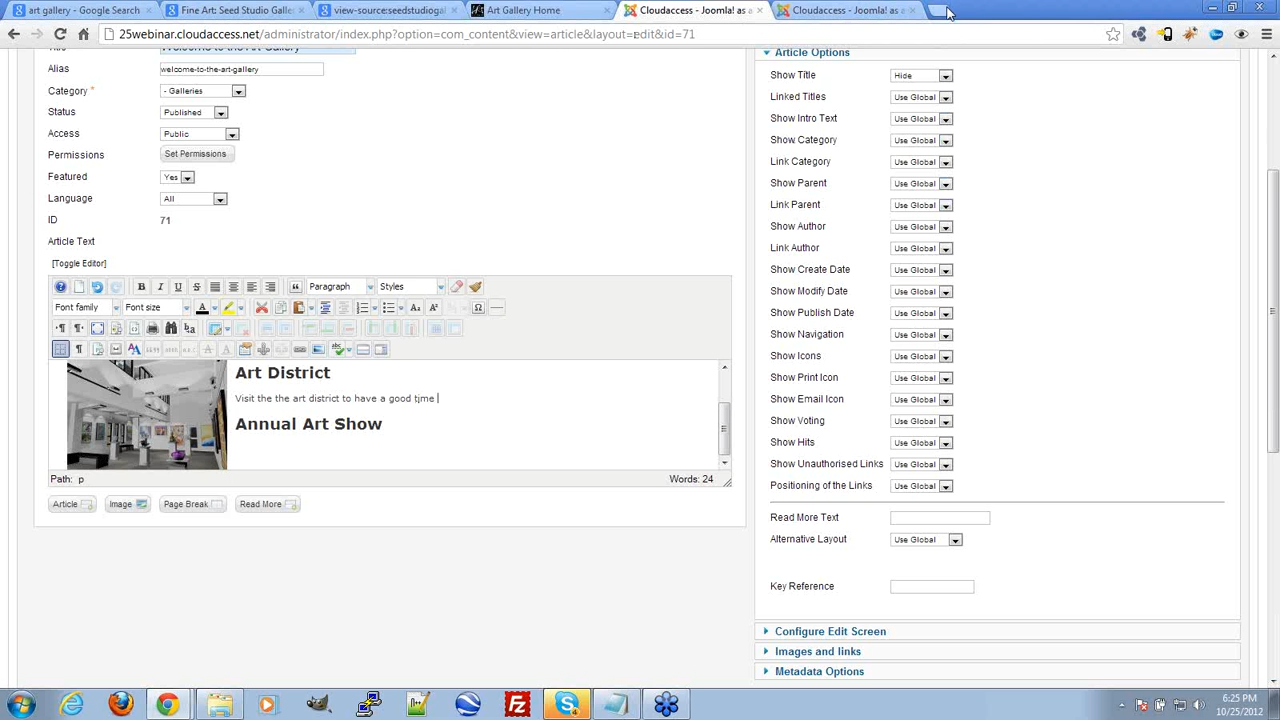 art gallery - Google Search
Fine Art: Seed Studio Galle
view-source:seedstudiogal
Art Gallery Home
Cloudaccess - Joomla! as a
Cloudaccess - Joomla! as a
25webinar.cloudaccess.net/administrator/index.php?option=com_content&view=article&layout=edit&id=71
Welcome to the Art Gallery
Alias welcome-to-the-art-gallery
Category * - Galleries
Status Published
Access Public
Permissions Set Permissions
Featured Yes
Language All
ID 71
Article Text
[Toggle Editor]
Paragraph Styles
Font family Font size
Art District
Visit the the art district to have a good tjme
Annual Art Show
Path: p Words: 24
Article Image Page Break Read More
Article Options
Show Title Hide
Linked Titles Use Global
Show Intro Text Use Global
Show Category Use Global
Link Category Use Global
Show Parent Use Global
Link Parent Use Global
Show Author Use Global
Link Author Use Global
Show Create Date Use Global
Show Modify Date Use Global
Show Publish Date Use Global
Show Navigation Use Global
Show Icons Use Global
Show Print Icon Use Global
Show Email Icon Use Global
Show Voting Use Global
Show Hits Use Global
Show Unauthorised Links Use Global
Positioning of the Links Use Global
Read More Text
Alternative Layout Use Global
Key Reference
Configure Edit Screen
Images and links
Metadata Options
6:25 PM
10/25/2012